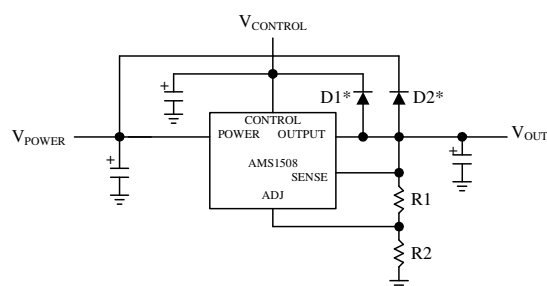 VCONTROL
D1* D2*
CONTROL
VPOWER POWER OUTPUT VOUT
+
+
+
AMS1508
SENSE
ADJ
R1
R2